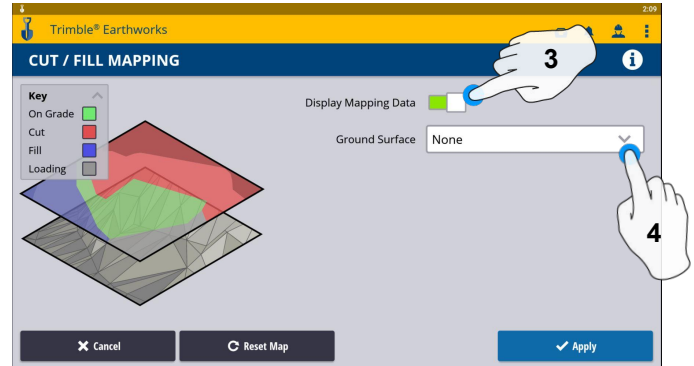 2:09
Trimble® Earthworks
CUT / FILL MAPPING
3
i
Key
On Grade
Cut
Fill
Loading
Display Mapping Data
Ground Surface
None
4
Cancel
Reset Map
Apply